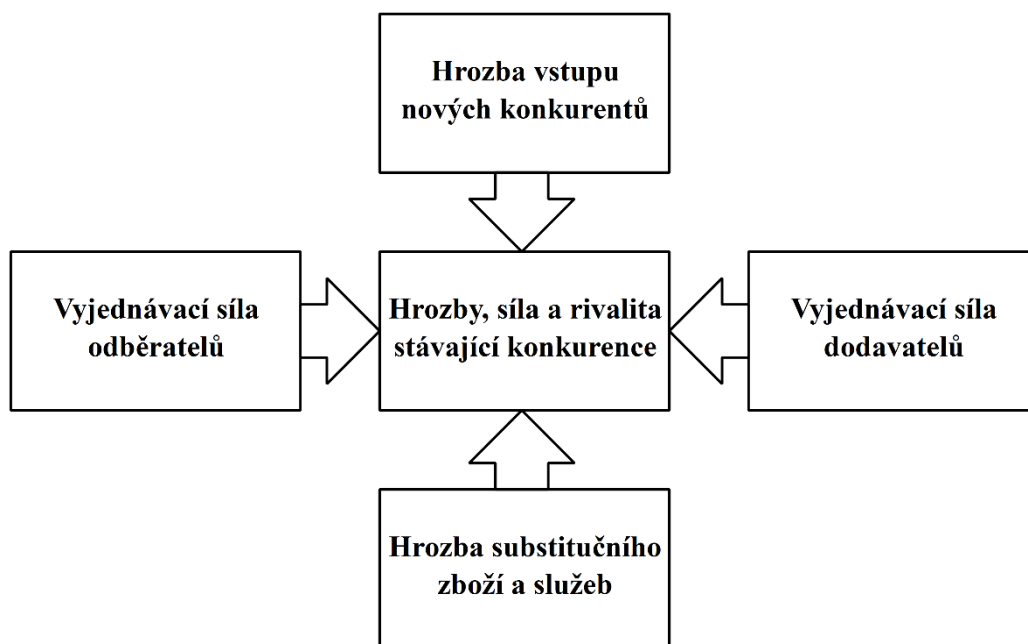 Hrozba vstupu
nových konkurentů
Vyjednávací síla
odběratelů
Hrozby, síla a rivalita
stávající konkurence
Vyjednávací síla
dodavatelů
Hrozba substitučního
zboží a služeb